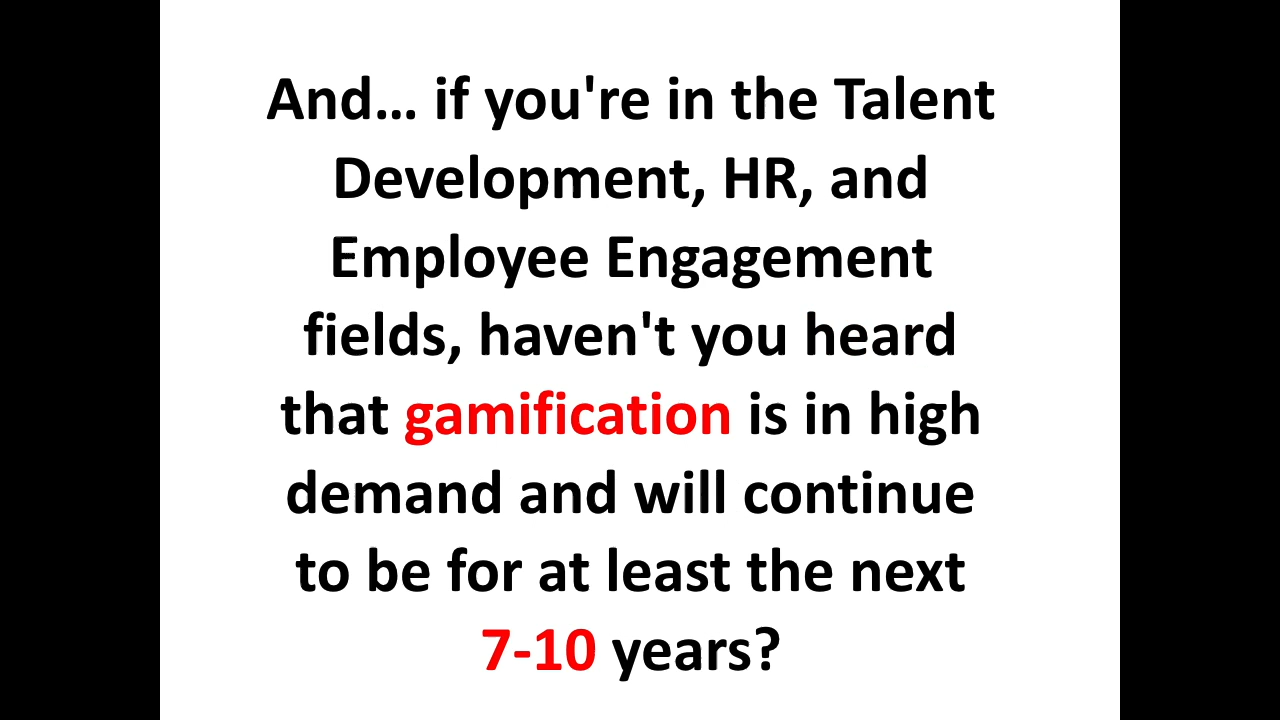 And... if you're in the Talent
Development, HR, and
Employee Engagement
fields, haven't you heard
that gamification is in high
demand and will continue
to be for at least the next
7-10 years?